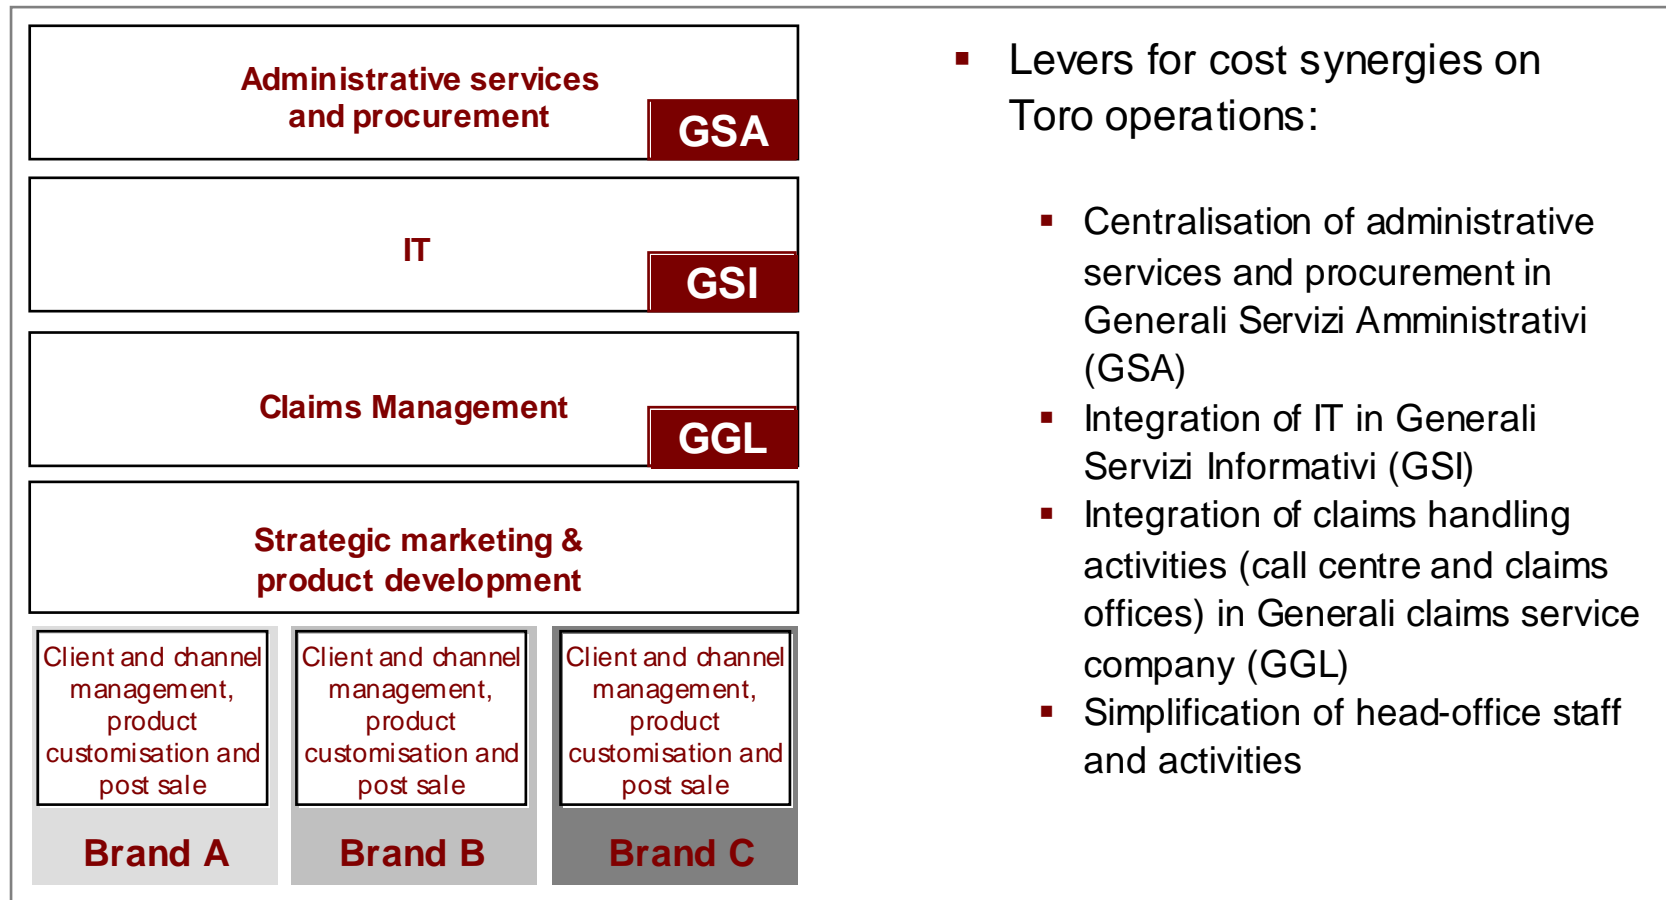 Administrative services
and procurement
GSA
IT
GSI
Claims Management
GGL
Strategic marketing &
product development
Client and channel
management,
product
customisation and
post sale
Brand A
Client and channel
management,
product
customisation and
post sale
Brand B
Client and channel
management,
product
customisation and
post sale
Brand C
▪ Levers for cost synergies on
Toro operations:
▪ Centralisation of administrative
services and procurement in
Generali Servizi Amministrativi
(GSA)
▪ Integration of IT in Generali
Servizi Informativi (GSI)
▪ Integration of claims handling
activities (call centre and claims
offices) in Generali claims service
company (GGL)
▪ Simplification of head-office staff
and activities